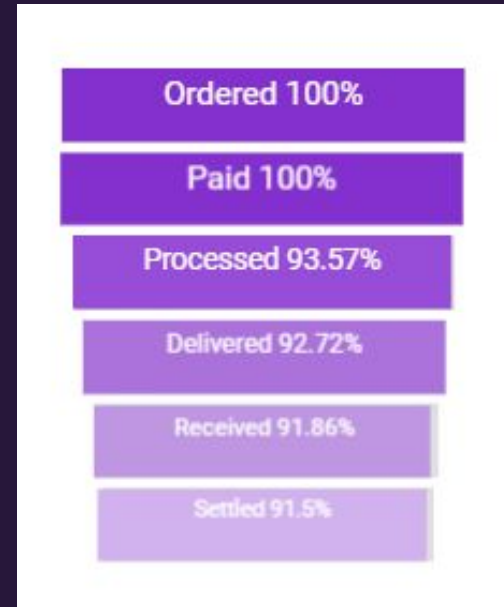 Ordered 100%
Paid 100%
Processed 93.57%
Delivered 92.72%
Received 91.86%
Settled 91.5%